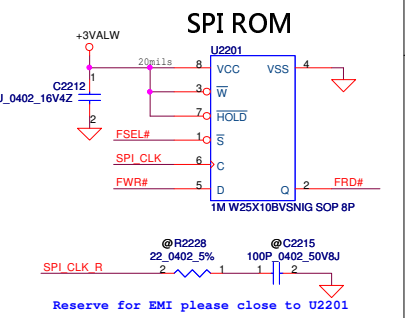 SPI ROM
+3VALW
U2201
20mils
8 VCC VSS 4
C2212
1
J_0402_16V4Z
2
3 W
7 HOLD
FSEL# 1 S
SPI_CLK 6 C
FWR# 5 D Q 2 FRD#
1M W25X10BVSNIG SOP 8P
@R2228 @C2215
22_0402_5% 100P_0402_50V8J
SPI_CLK_R 2 1 1 2
Reserve for EMI please close to U2201